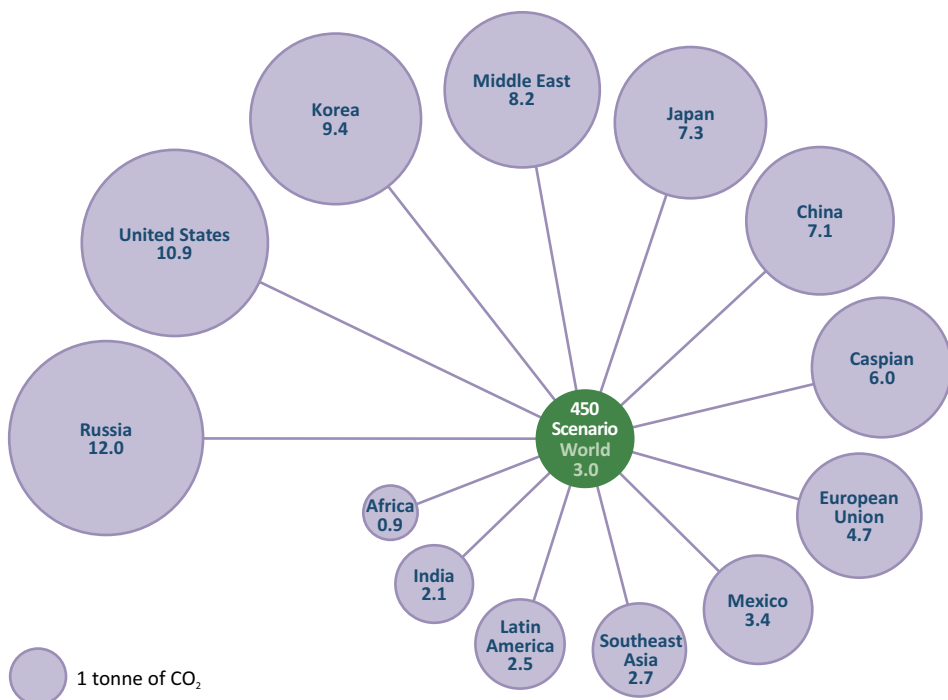 Middle East
8.2
Korea
9.4
Japan
7.3
China
7.1
United States
10.9
Caspian
6.0
450
Scenario
World
3.0
Russia
12.0
European
Union
4.7
Africa
0.9
India
2.1
Mexico
3.4
Latin
America
2.5
Southeast
Asia
2.7
1 tonne of CO₂